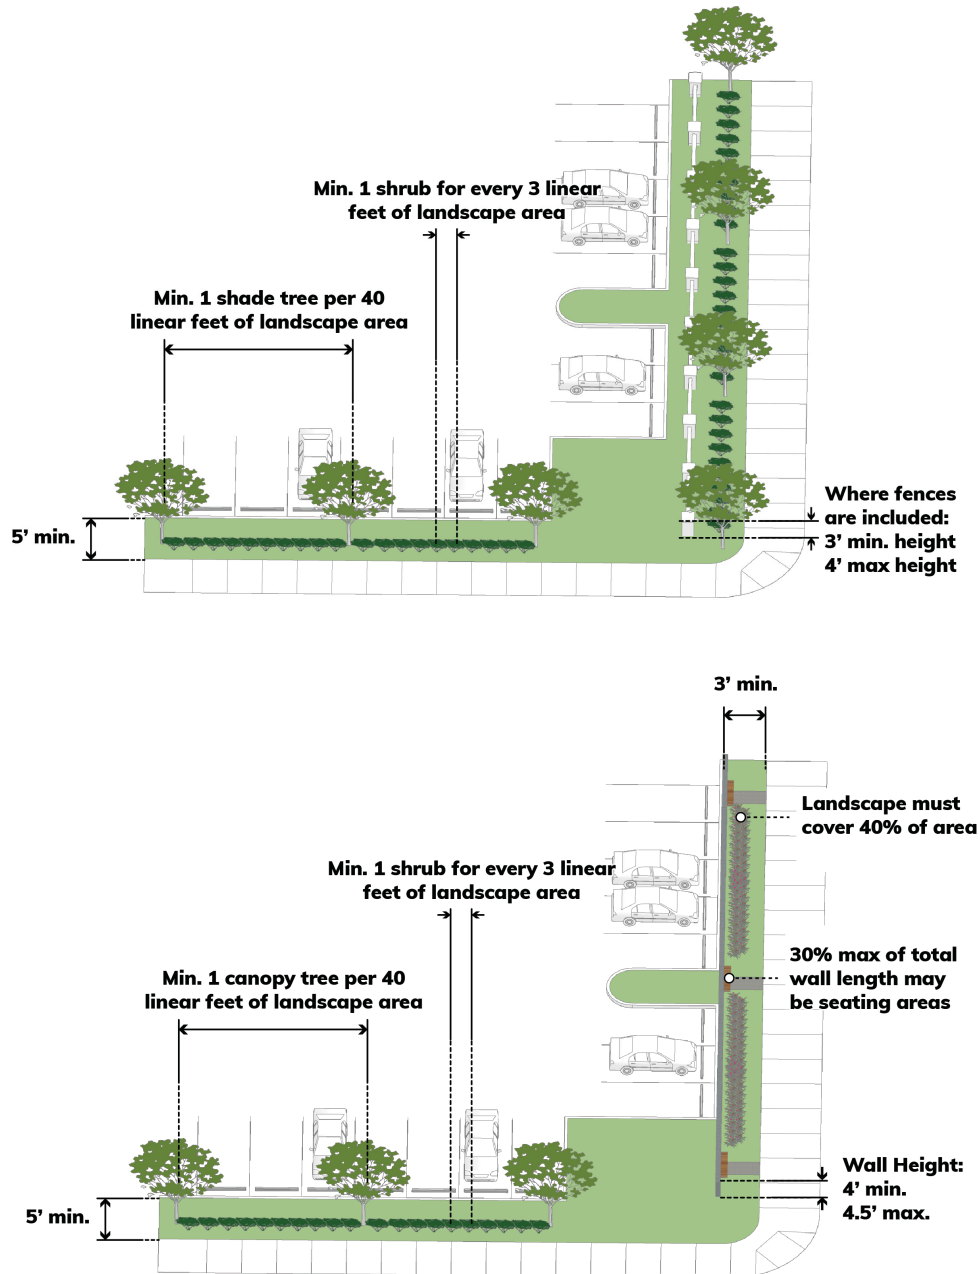 Min. 1 shrub for every 3 linear
feet of landscape area
Min. 1 shade tree per 40
linear feet of landscape area
5’ min.
Where fences
are included:
3’ min. height
4’ max height
3’ min.
Landscape must
cover 40% of area
Min. 1 shrub for every 3 linear
feet of landscape area
30% max of total
wall length may
be seating areas
Min. 1 canopy tree per 40
linear feet of landscape area
Wall Height:
4’ min.
4.5’ max.
5’ min.